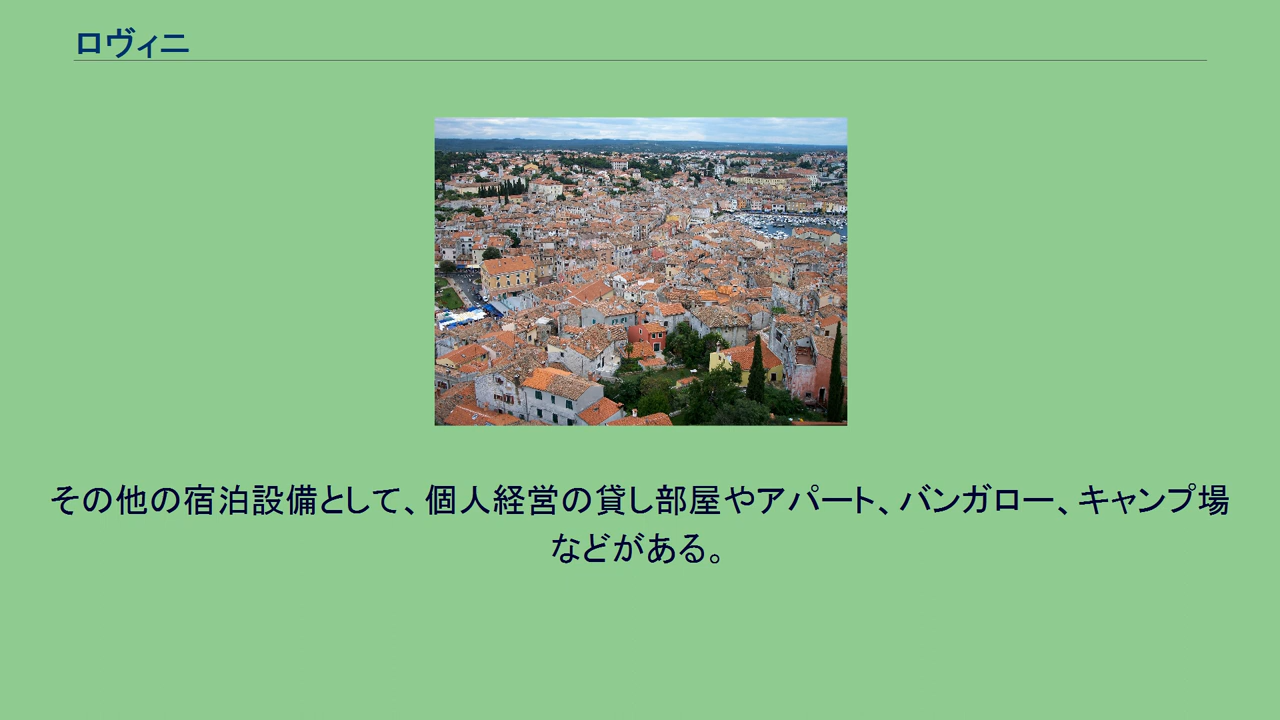 ロヴィニ
その他の宿泊設備として、個人経営の貸し部屋やアパート、バンガロー、キャンプ場
などがある。